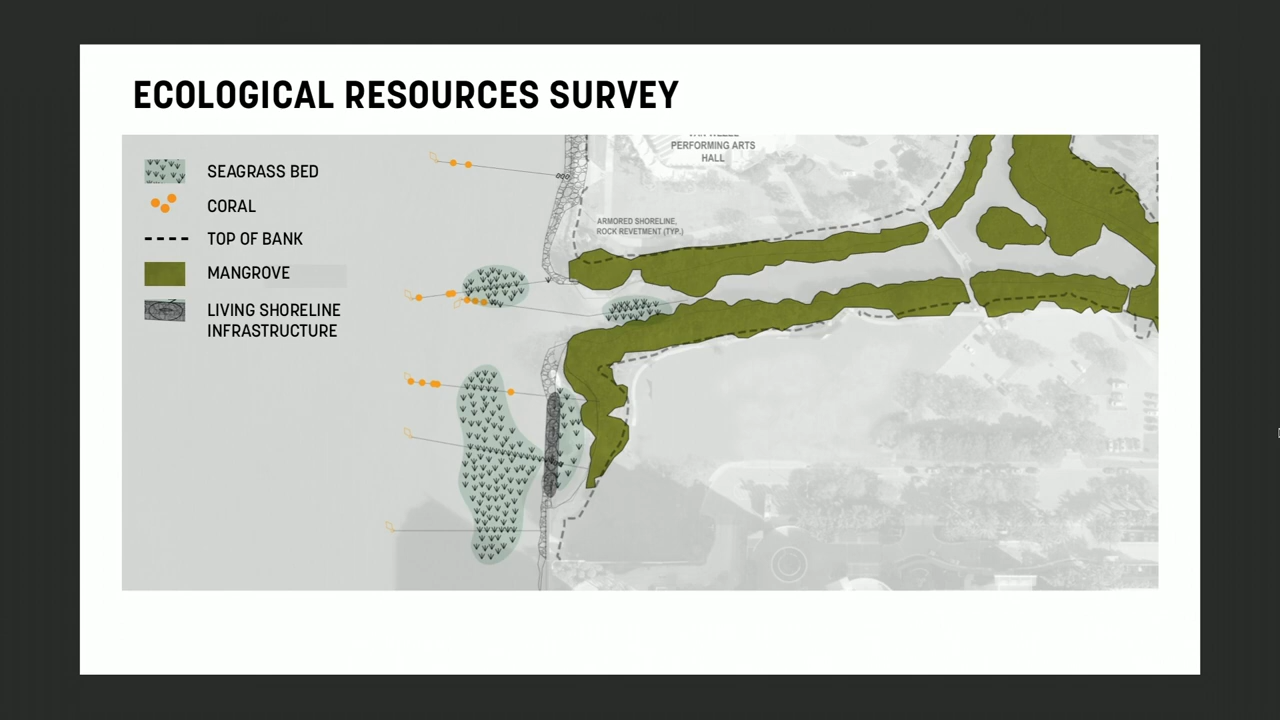 ECOLOGICAL RESOURCES SURVEY
SEAGRASS BED
CORAL
TOP OF BANK
MANGROVE
LIVING SHORELINE
INFRASTRUCTURE
PERFORMING ARTS
HALL
ARMORED SHORELINE,
ROCK REVETMENT (TYP.)